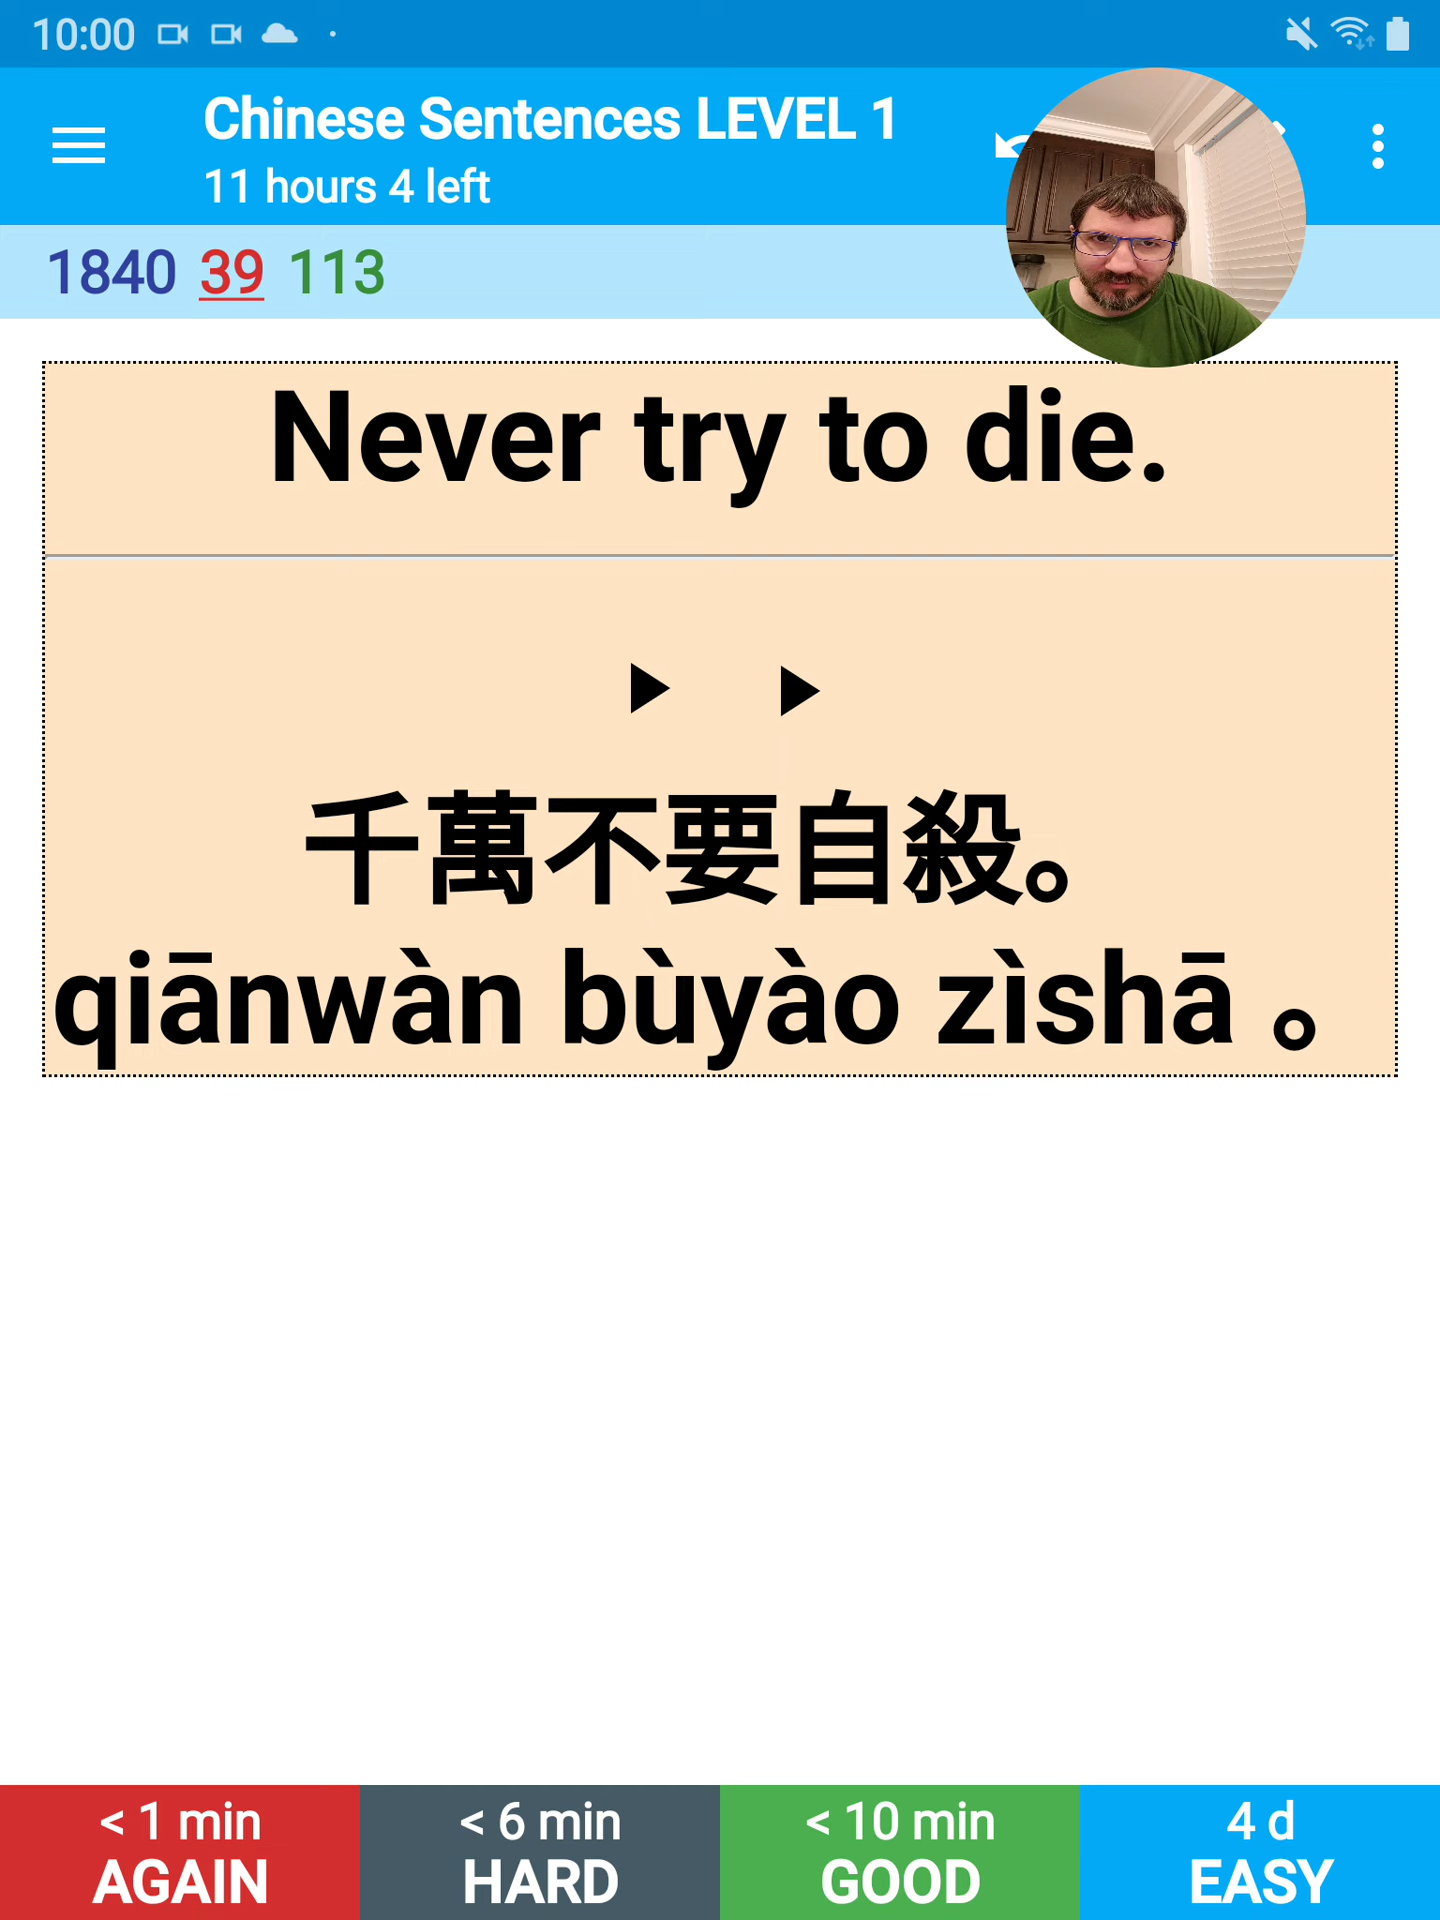 10:00
Chinese Sentences LEVEL 1
11 hours 4 left
1840 39 113
Never try to die.
千萬不要自殺。
qiānwàn bùyào zìshā 。
< 1 min
AGAIN
< 6 min
HARD
< 10 min
GOOD
4 d
EASY